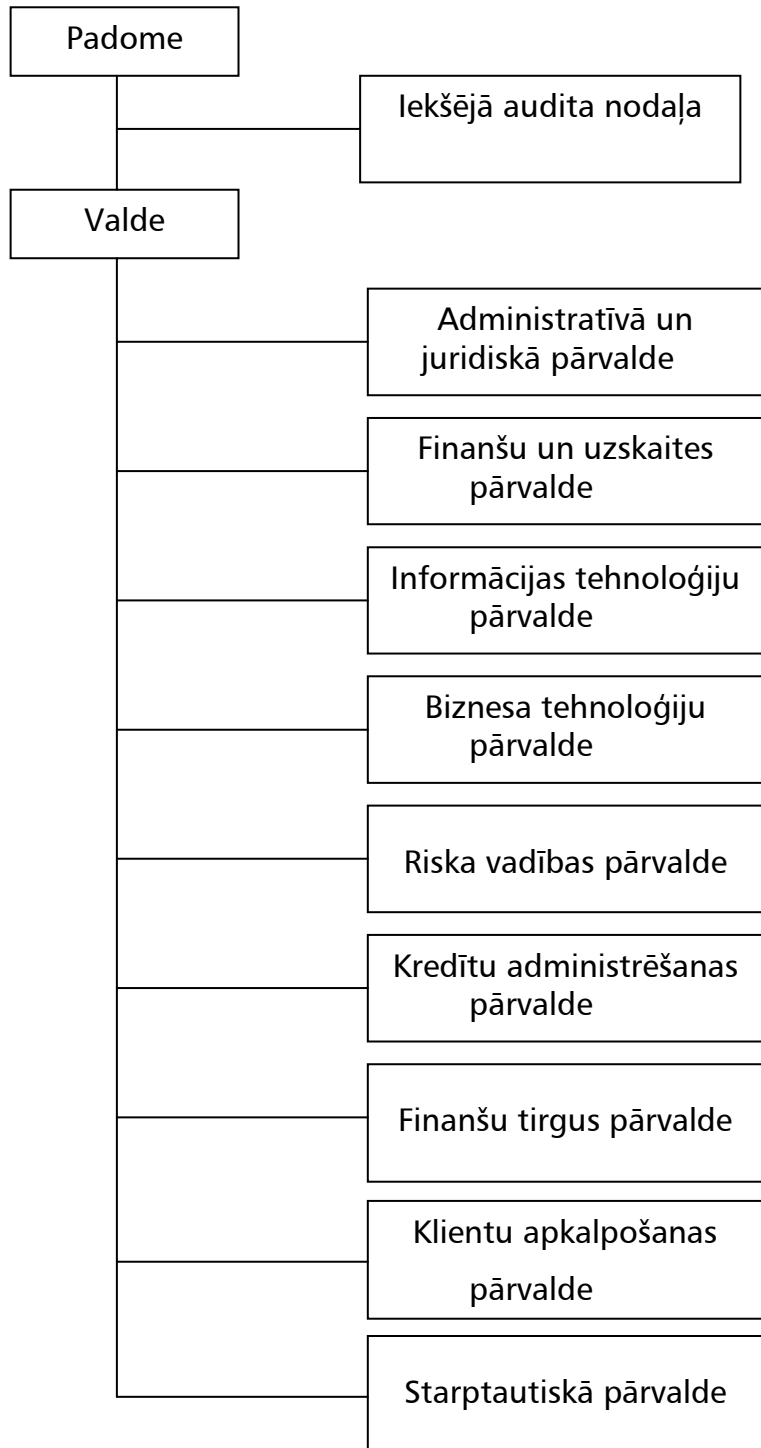 Padome
Iekšējā audita nodaļa
Valde
Administratīvā un
juridiskā pārvalde
Finanšu un uzskaites
pārvalde
Informācijas tehnoloģiju
pārvalde
Biznesa tehnoloģiju
pārvalde
Riska vadības pārvalde
Kredītu administrēšanas
pārvalde
Finanšu tirgus pārvalde
Klientu apkalpošanas
pārvalde
Starptautiskā pārvalde